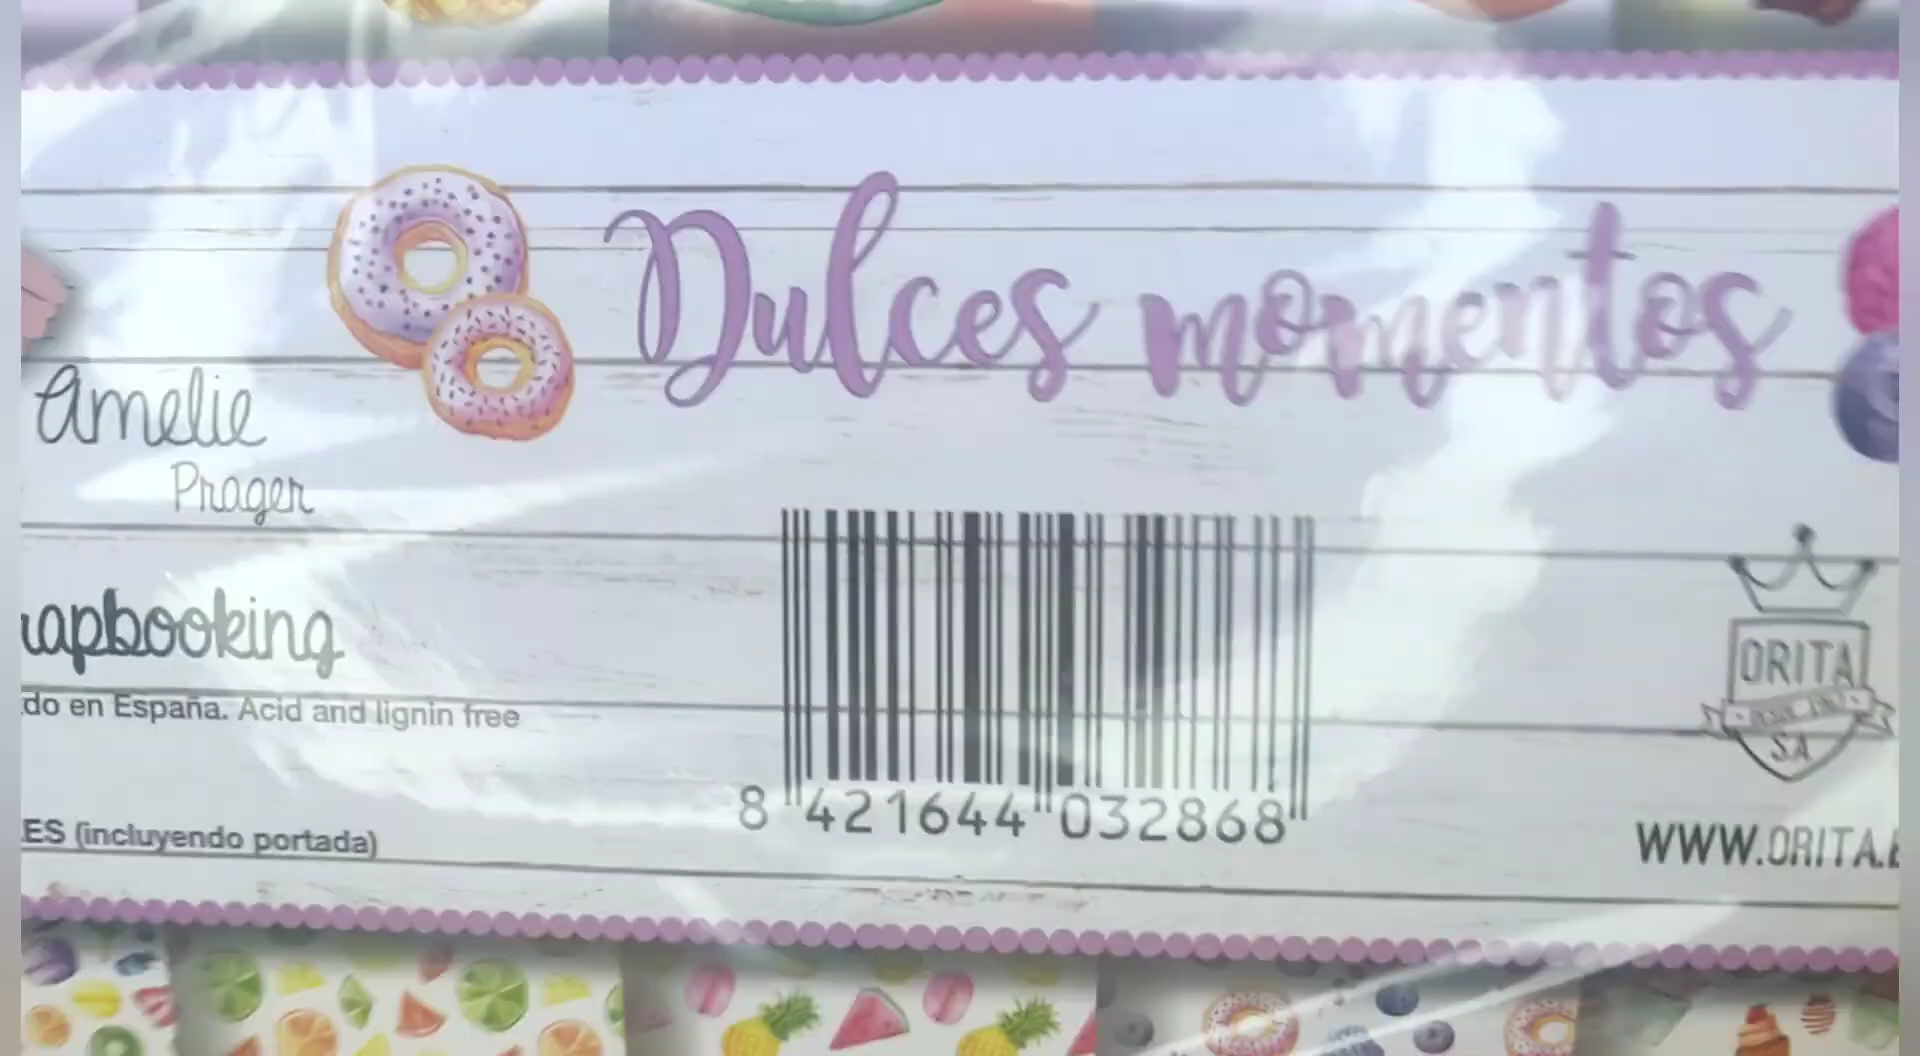 Dulces momentos
Amelie
Prager
apbooking
do en España. Acid and lignin free
ES (incluyendo portada)
8 421644 032868
ORITA
S.A
WWW.ORITA.